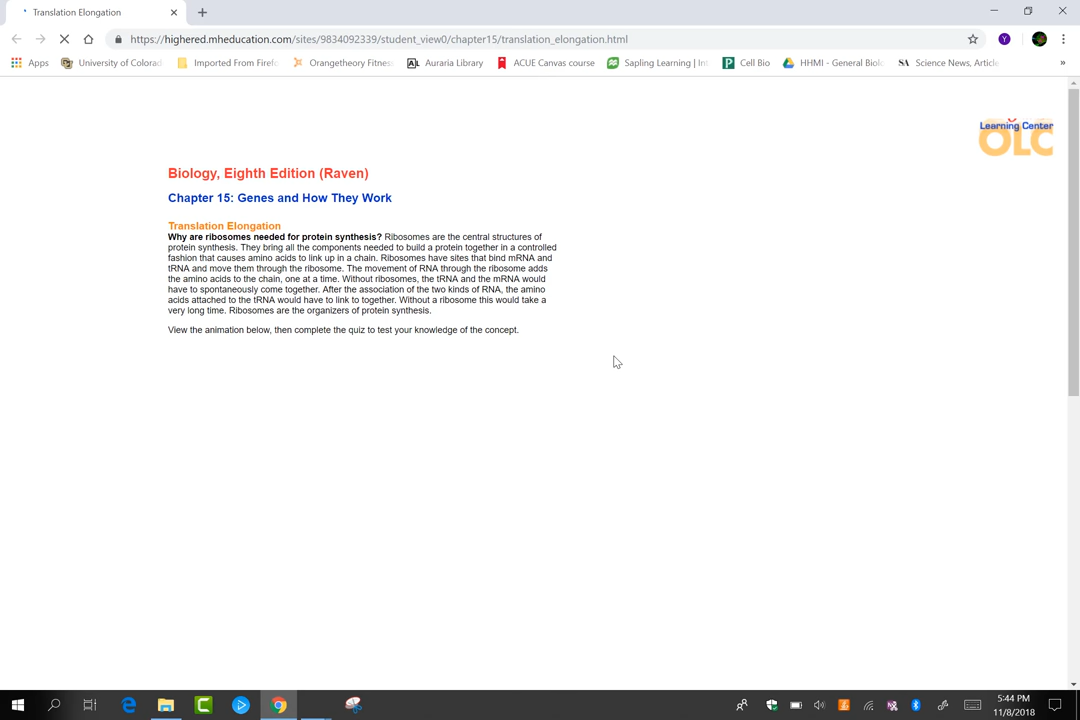 Translation Elongation
https://highered.mheducation.com/sites/9834092339/student_view0/chapter15/translation_elongation.html
Y
Apps
University of Colorad
Imported From Firef
Orangetheory Fitnes
Auraria Library
ACUE Canvas course
Sapling Learning | In
Cell Bio
HHMI - General Biol
SA Science News, Article
»
Learning Center
OLC
Biology, Eighth Edition (Raven)
Chapter 15: Genes and How They Work
Translation Elongation
Why are ribosomes needed for protein synthesis? Ribosomes are the central structures of
protein synthesis. They bring all the components needed to build a protein together in a controlled
fashion that causes amino acids to link up in a chain. Ribosomes have sites that bind mRNA and
tRNA and move them through the ribosome. The movement of RNA through the ribosome adds
the amino acids to the chain, one at a time. Without ribosomes, the tRNA and the mRNA would
have to spontaneously come together. After the association of the two kinds of RNA, the amino
acids attached to the tRNA would have to link to together. Without a ribosome this would take a
very long time. Ribosomes are the organizers of protein synthesis.
View the animation below, then complete the quiz to test your knowledge of the concept.
5:44 PM
11/8/2018